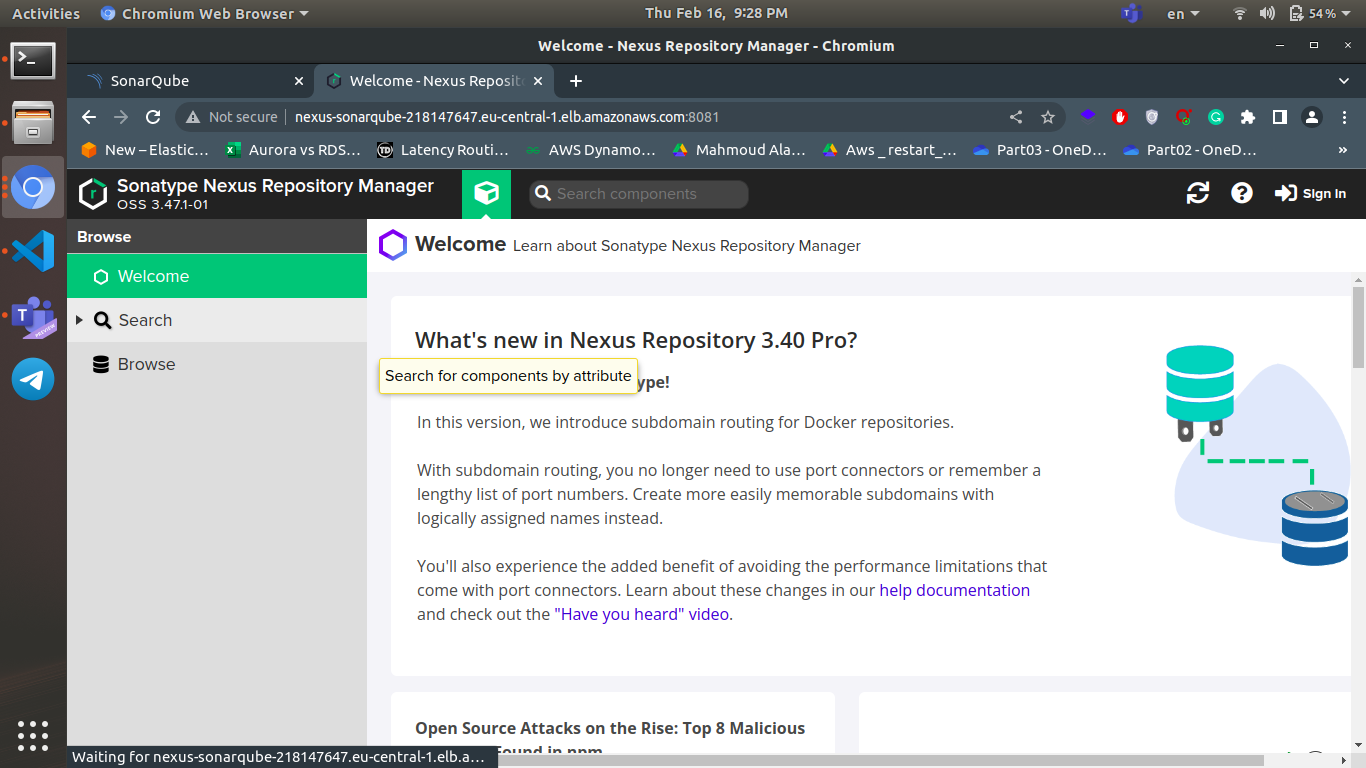 Activities
Chromium Web Browser
Thu Feb 16, 9:28 PM
en
54%
Welcome - Nexus Repository Manager - Chromium
SonarQube
Welcome - Nexus Reposito
Not secure
nexus-sonarqube-218147647.eu-central-1.elb.amazonaws.com:8081
New – Elastic…
Aurora vs RDS…
Latency Routi…
AWS Dynamo…
Mahmoud Ala…
Aws _ restart_…
Part03 - OneD…
Part02 - OneD…
»
Sonatype Nexus Repository Manager
OSS 3.47.1-01
Search components
Sign in
Browse
Welcome
Search
Browse
Welcome Learn about Sonatype Nexus Repository Manager
What's new in Nexus Repository 3.40 Pro?
Search for components by attribute
ype!
In this version, we introduce subdomain routing for Docker repositories.
With subdomain routing, you no longer need to use port connectors or remember a
lengthy list of port numbers. Create more easily memorable subdomains with
logically assigned names instead.
You'll also experience the added benefit of avoiding the performance limitations that
come with port connectors. Learn about these changes in our help documentation
and check out the "Have you heard" video.
Open Source Attacks on the Rise: Top 8 Malicious
Found in npm
Waiting for nexus-sonarqube-218147647.eu-central-1.elb.a…
PREVIEW